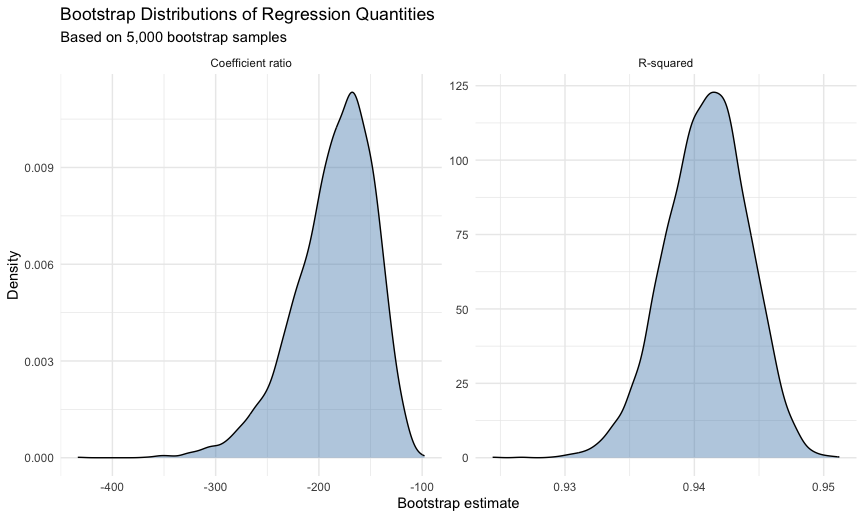 Bootstrap Distributions of Regression Quantities
Based on 5,000 bootstrap samples
Coefficient ratio
R-squared
Density
0.009
0.006
0.003
0.000
-400 -300 -200 -100
125
100
75
50
25
0
0.93 0.94 0.95
Bootstrap estimate